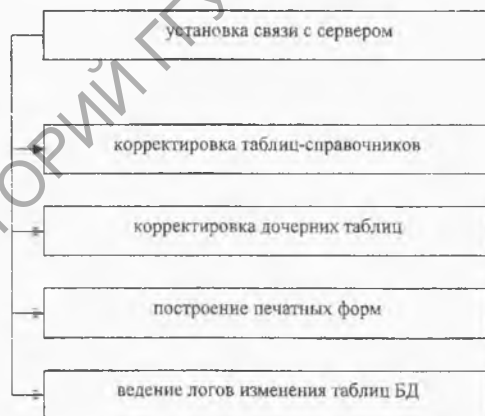 установка связи с сервером
корректировка таблиц-справочников
корректировка дочерних таблиц
построение печатных форм
ведение логов изменения таблиц БД